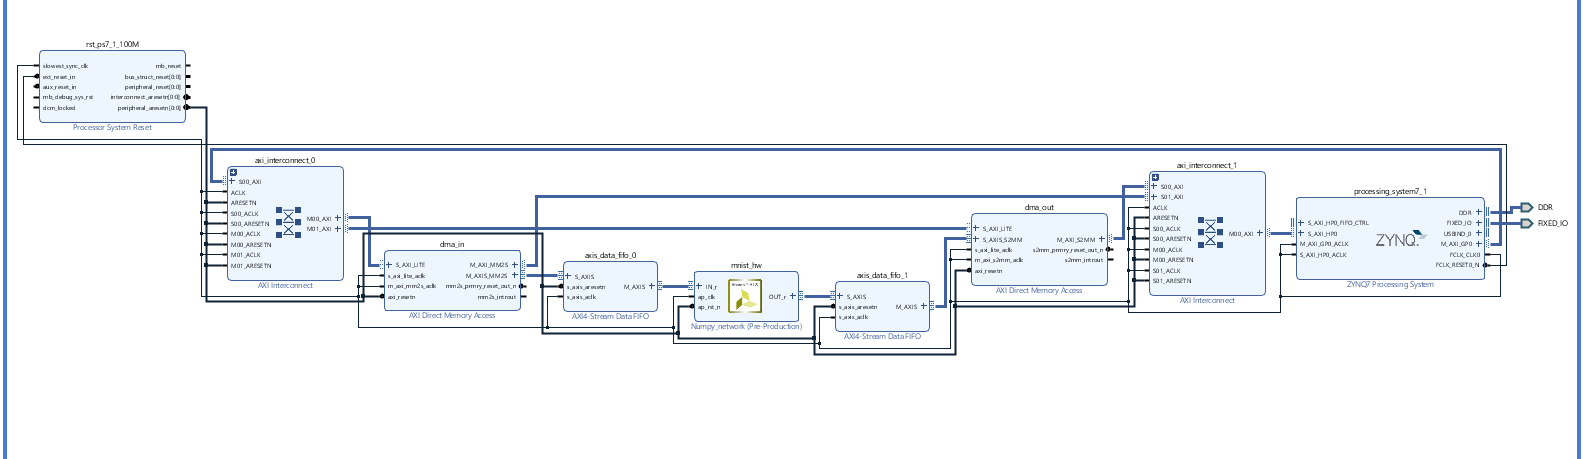 rst_ps7_1_100M
slowest_sync_clk
ext_reset_in
aux_reset_in
mb_debug_sys_rst
dcm_locked
mb_reset
bus_struct_reset[0:0]
peripheral_reset[0:0]
interconnect_aresetn[0:0]
peripheral_aresetn[0:0]
Processor System Reset
axi_interconnect_0
S00_AXI
ACLK
ARESETN
S00_ACLK
S00_ARESETN
M00_ACLK
M00_ARESETN
M01_ACLK
M01_ARESETN
M00_AXI
M01_AXI
AXI Interconnect
dma_in
S_AXI_LITE
s_axi_lite_aclk
m_axi_mm2s_aclk
axi_resetn
M_AXI_MM2S
M_AXIS_MM2S
mm2s_prmry_reset_out_n
mm2s_introut
AXI Direct Memory Access
axis_data_fifo_0
S_AXIS
s_axis_aresetn
s_axis_aclk
M_AXIS
AXI4-Stream Data FIFO
mnist_hw
IN_r
ap_clk
ap_rst_n
OUT_r
Numpy_network (Pre-Production)
axis_data_fifo_1
S_AXIS
s_axis_aresetn
s_axis_aclk
M_AXIS
AXI4-Stream Data FIFO
dma_out
S_AXI_LITE
S_AXIS_S2MM
s_axi_lite_aclk
m_axi_s2mm_aclk
axi_resetn
M_AXI_S2MM
s2mm_prmry_reset_out_n
s2mm_introut
AXI Direct Memory Access
axi_interconnect_1
S00_AXI
S01_AXI
ACLK
ARESETN
S00_ACLK
S00_ARESETN
M00_ACLK
M00_ARESETN
S01_ACLK
S01_ARESETN
M00_AXI
AXI Interconnect
processing_system7_1
S_AXI_HP0_FIFO_CTRL
S_AXI_HP0
M_AXI_GP0_ACLK
S_AXI_HP0_ACLK
ZYNQ
DDR
FIXED_IO
USBIND_0
M_AXI_GP0
FCLK_CLK0
FCLK_RESET0_N
ZYNQ7 Processing System
DDR
FIXED_IO